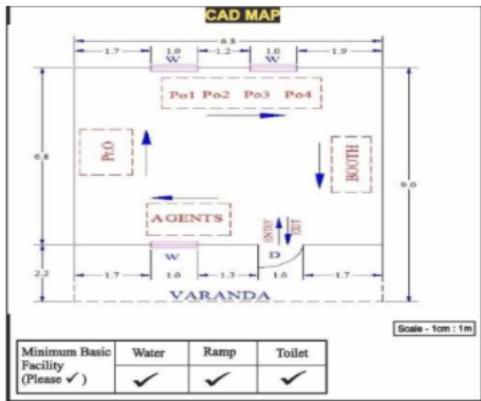 CAD MAP
6.8
1.7 1.0 1.2 1.0 1.9
W W
Po1 Po2 Po3 Po4
6.8
Pr.O
BOOTH
9.0
AGENTS
ENTRY
EXIT
W D
2.2
1.7 1.0 1.3 1.6 1.7
VARANDA
Scale - 1cm : 1m
Minimum Basic Facility (Please ✓) Water Ramp Toilet
✓ ✓ ✓